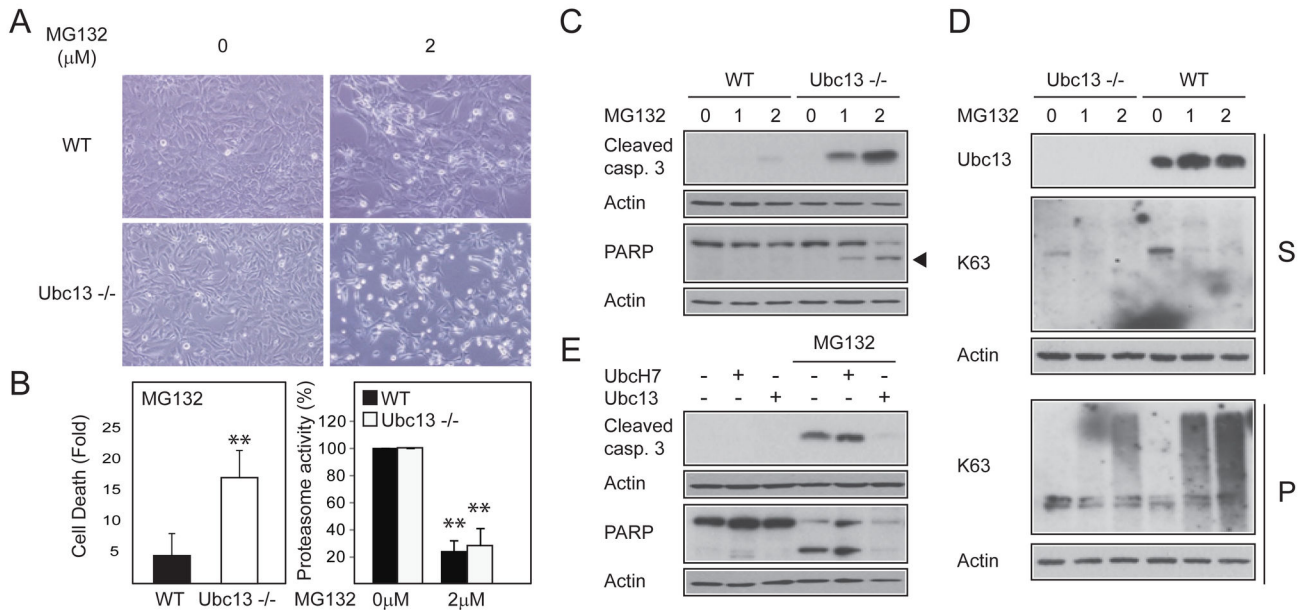 A
MG132
(μM)
0
2
WT
Ubc13 -/-
B
MG132
Cell Death (Fold)
25
20
15
10
5
**
WT
Ubc13 -/-
Proteasome activity (%)
120
100
80
60
40
20
WT
Ubc13 -/-
** **
MG132
0μM
2μM
C
WT
Ubc13 -/-
MG132 0 1 2 0 1 2
Cleaved
casp. 3
Actin
PARP
Actin
D
Ubc13 -/-
WT
MG132 0 1 2 0 1 2
Ubc13
K63
Actin
S
K63
Actin
P
E
MG132
UbcH7 - + - - + -
Ubc13 - - + - - +
Cleaved
casp. 3
Actin
PARP
Actin